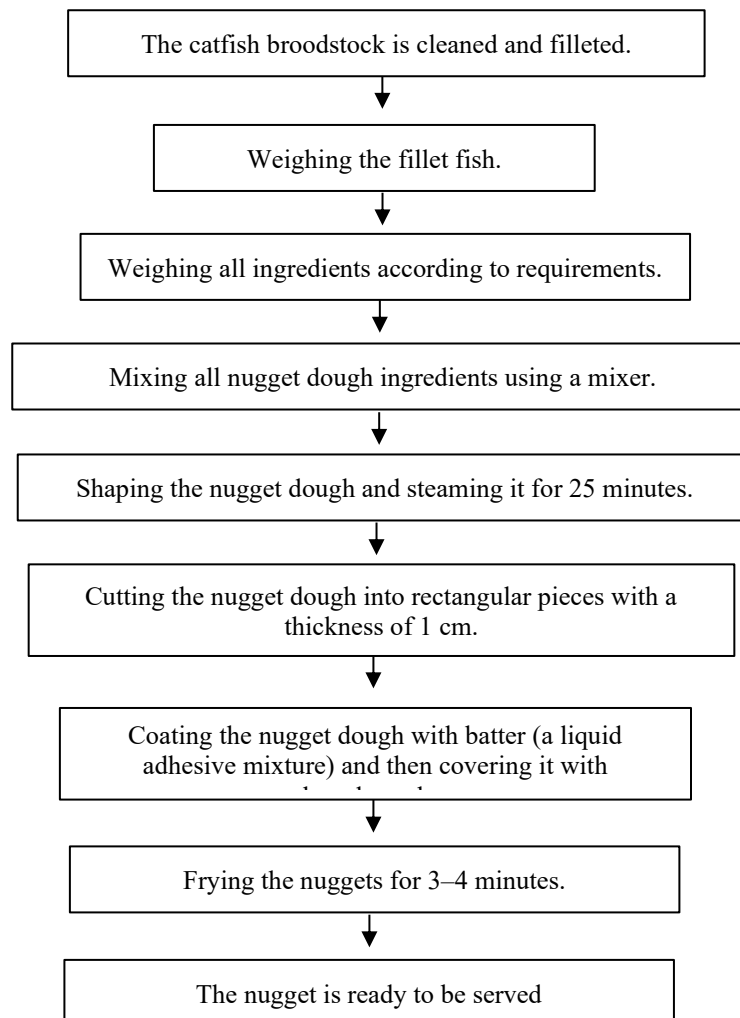 The catfish broodstock is cleaned and filleted.
Weighing the fillet fish.
Weighing all ingredients according to requirements.
Mixing all nugget dough ingredients using a mixer.
Shaping the nugget dough and steaming it for 25 minutes.
Cutting the nugget dough into rectangular pieces with a
thickness of 1 cm.
Coating the nugget dough with batter (a liquid
adhesive mixture) and then covering it with
Frying the nuggets for 3–4 minutes.
The nugget is ready to be served